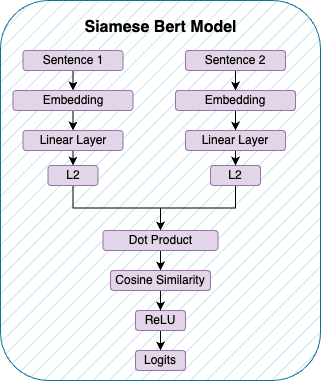 Siamese Bert Model
Sentence 1
Sentence 2
Embedding
Embedding
Linear Layer
Linear Layer
L2
L2
Dot Product
Cosine Similarity
ReLU
Logits